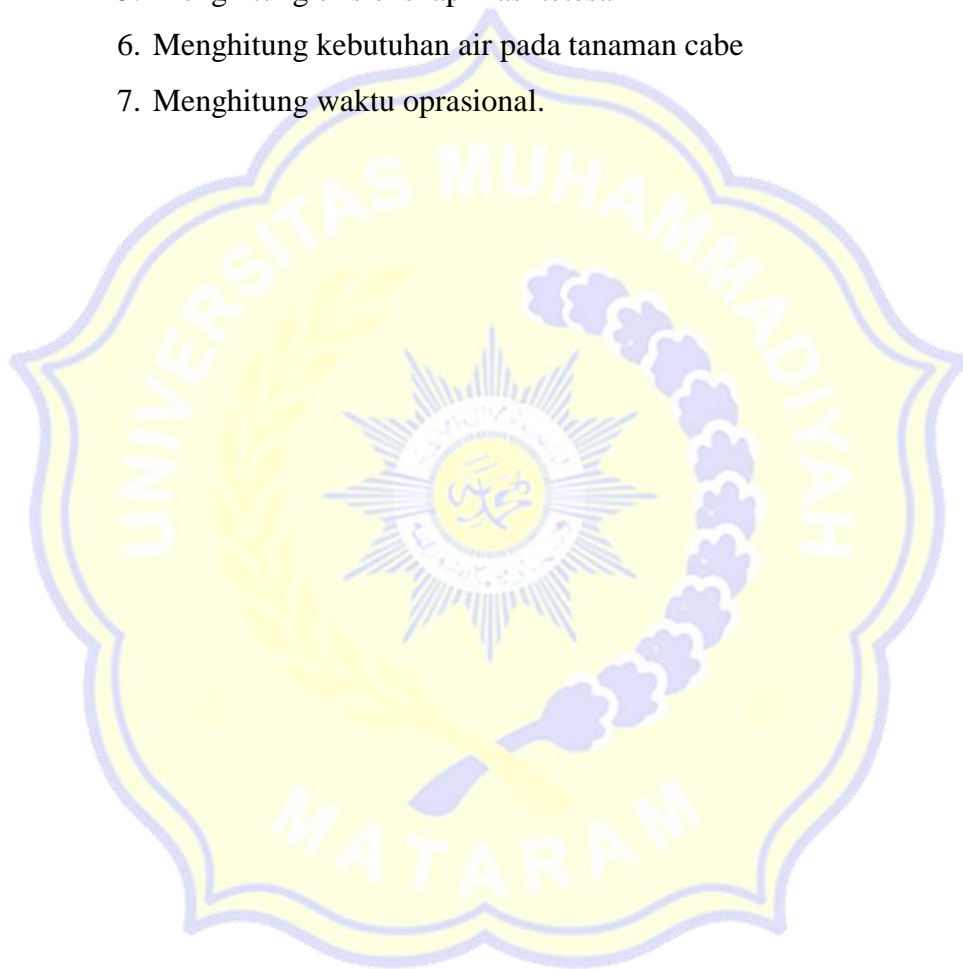 6. Menghitung kebutuhan air pada tanaman cabe
7. Menghitung waktu oprasional.
UNIVERSITAS MUHAMMADIYAH
MATARAM